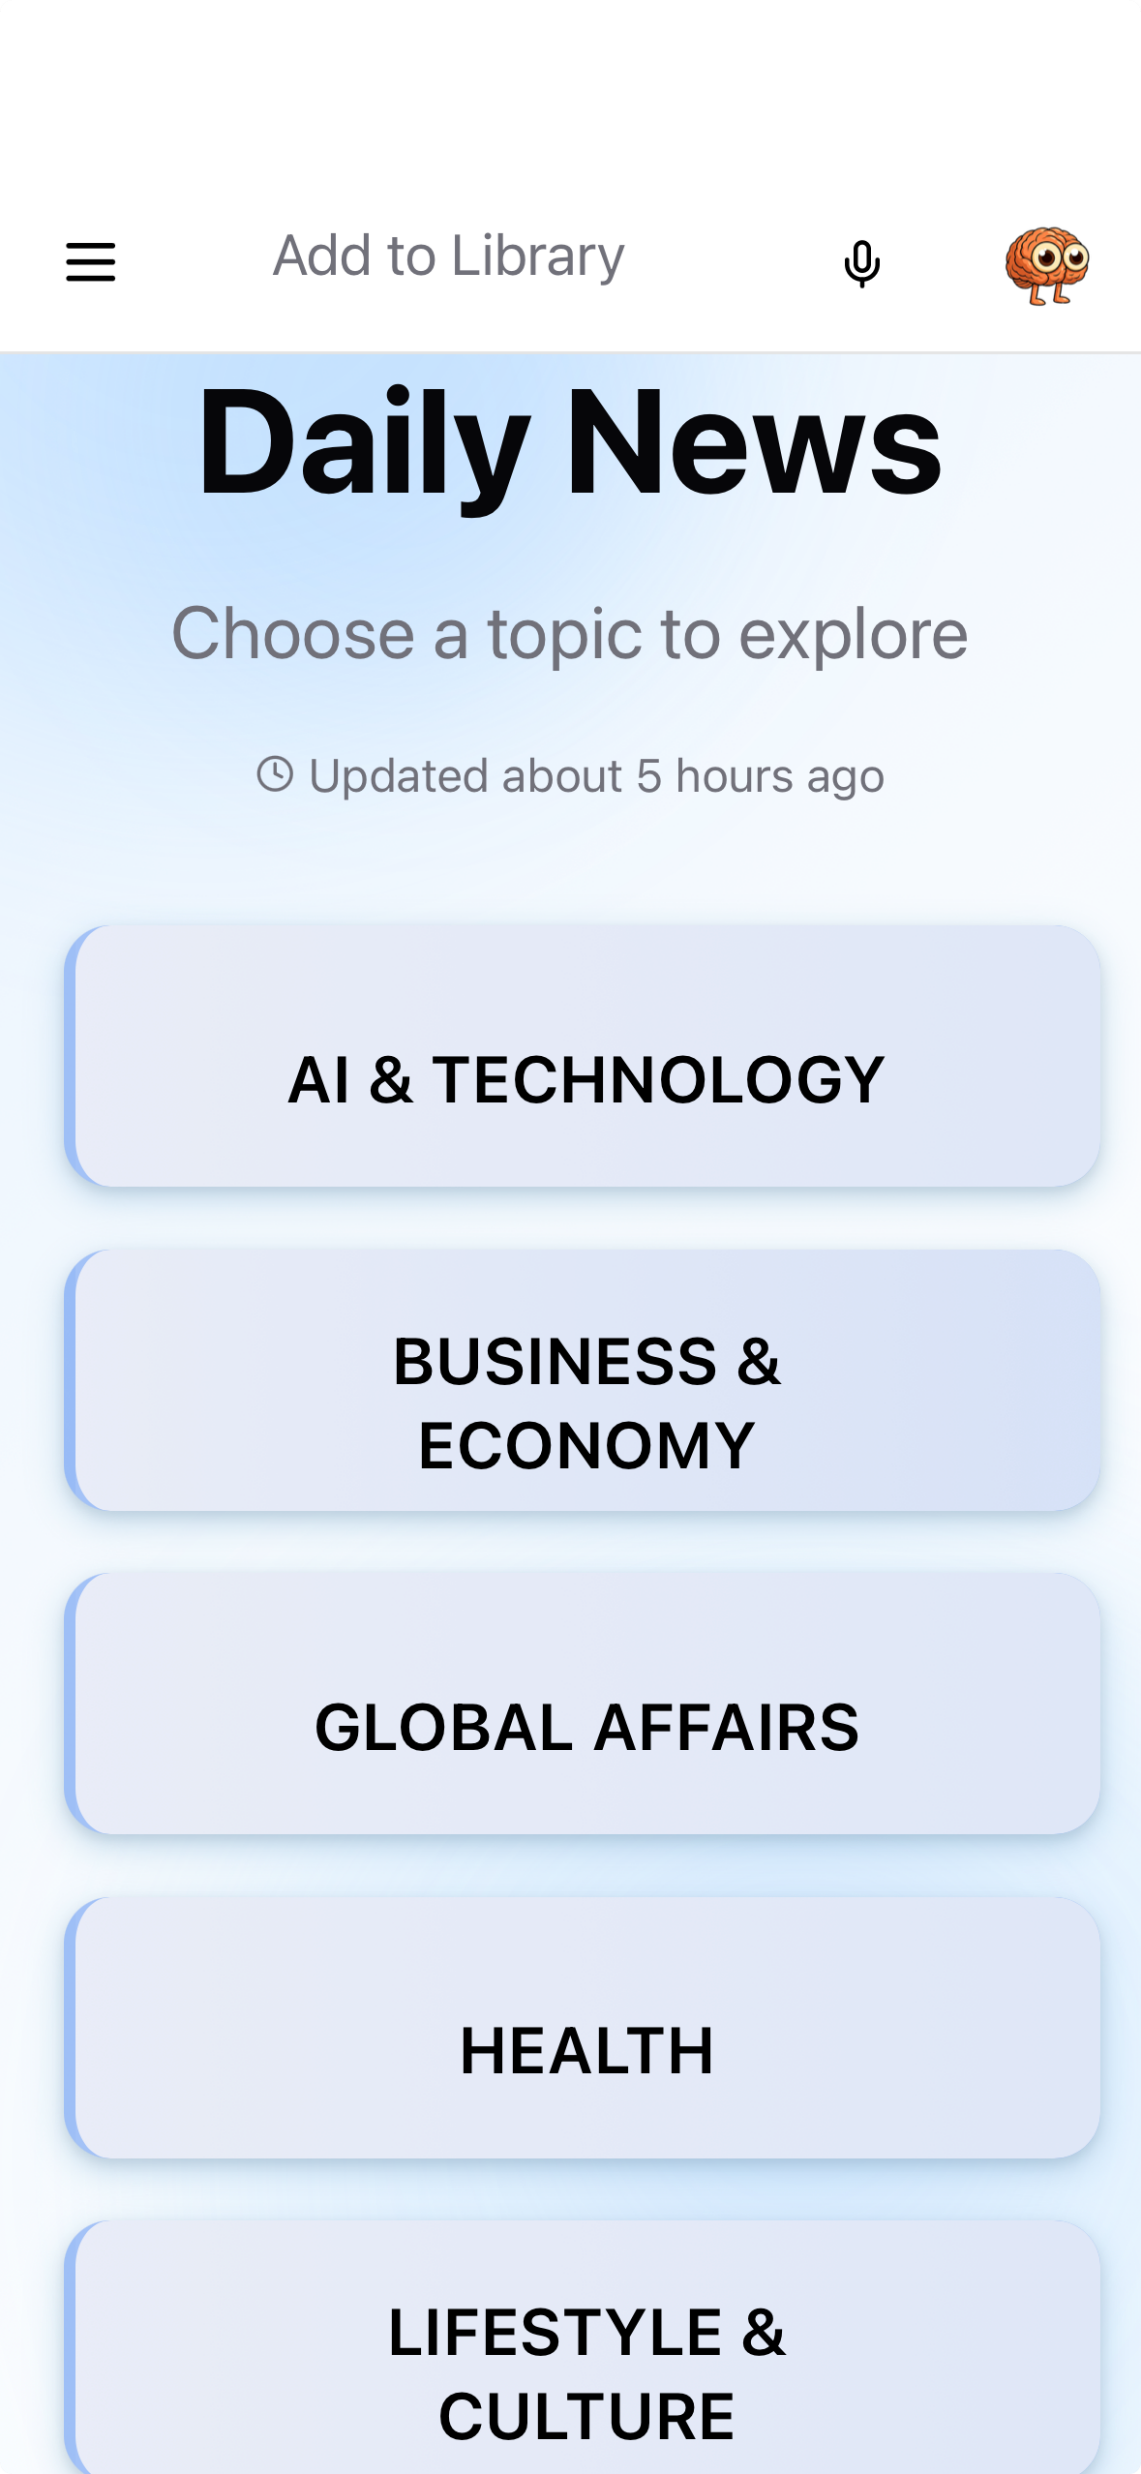 Add to Library
Daily News
Choose a topic to explore
Updated about 5 hours ago
AI & TECHNOLOGY
BUSINESS &
ECONOMY
GLOBAL AFFAIRS
HEALTH
LIFESTYLE &
CULTURE